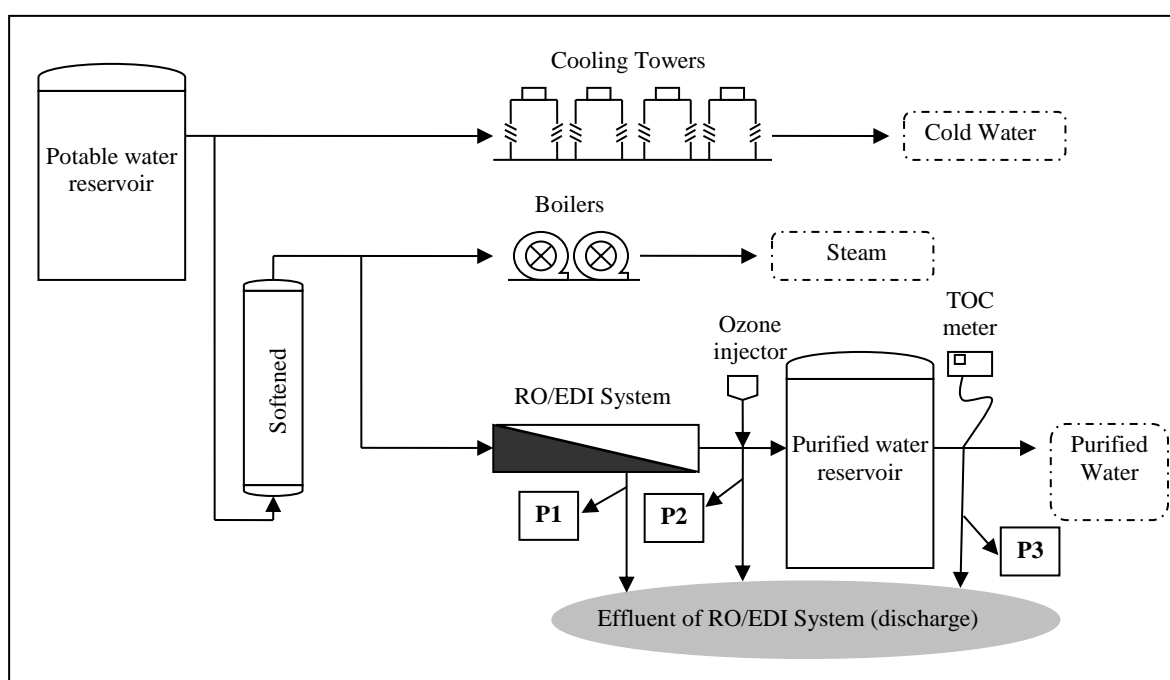 Cooling Towers
Potable water
reservoir
Cold Water
Boilers
Steam
Softened
TOC
meter
Ozone
injector
RO/EDI System
Purified water
reservoir
Purified
Water
P1
P2
P3
Effluent of RO/EDI System (discharge)